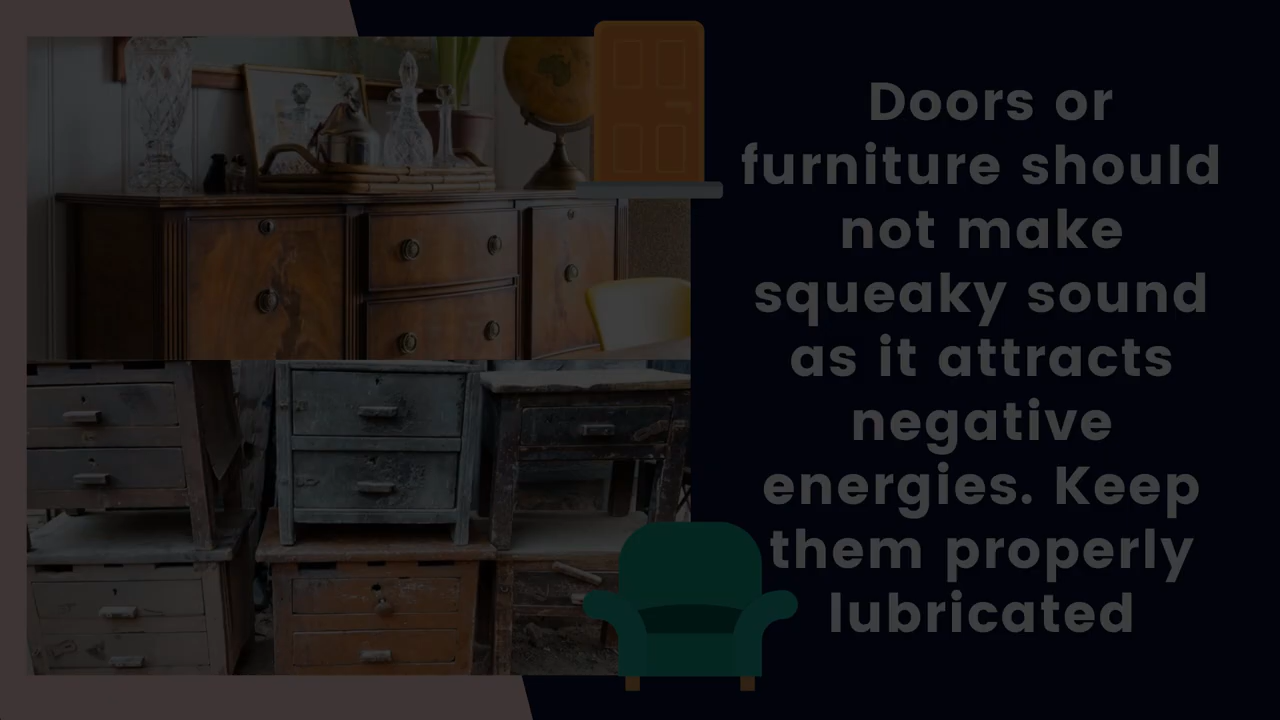 Doors or
furniture should
not make
squeaky sound
as it attracts
negative
energies. Keep
them properly
lubricated